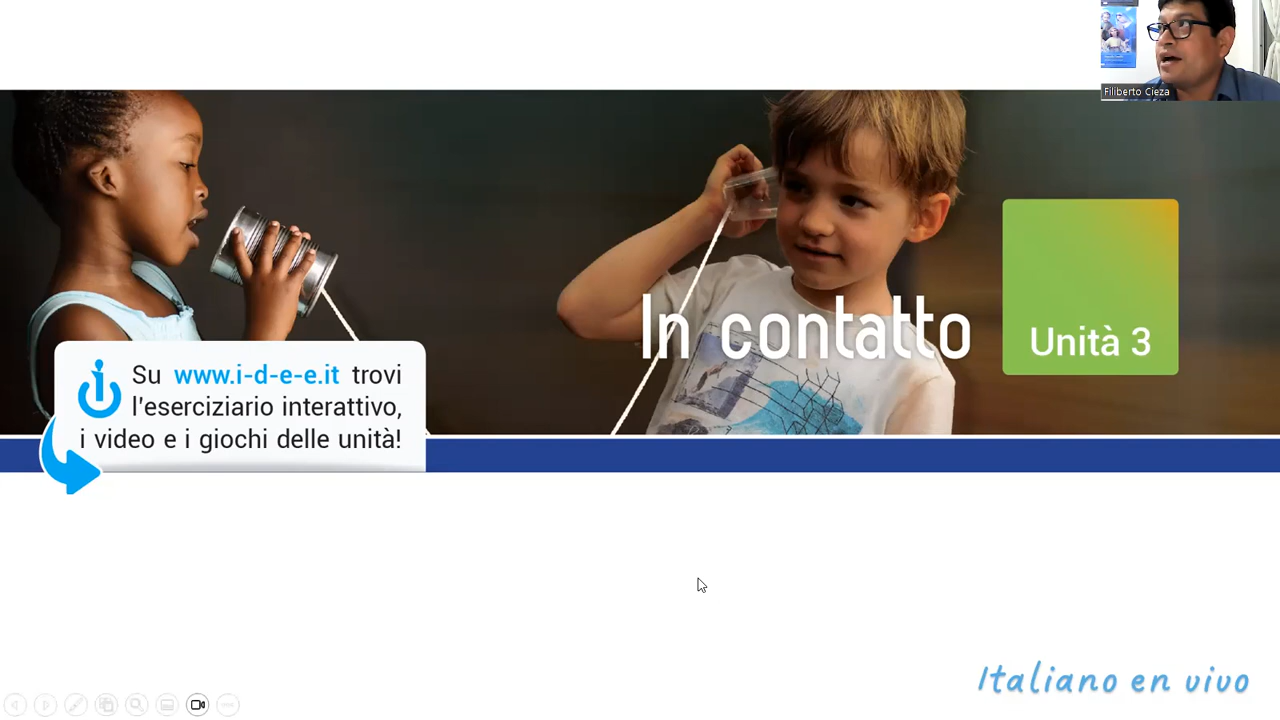 Filiberto Cieza
In contatto
Unità 3
Su www.i-d-e-e.it trovi
l'eserciziario interattivo,
i video e i giochi delle unità!
Italiano en vivo